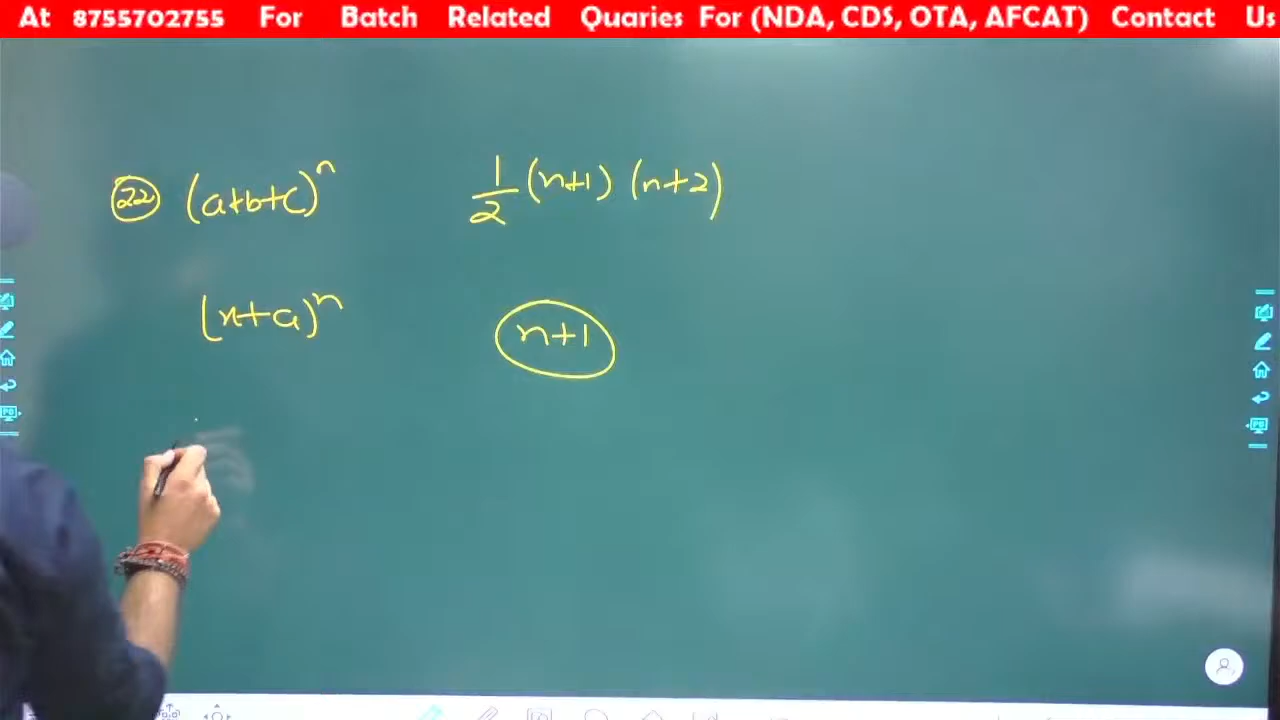 At 8755702755 For Batch Related Quaries For (NDA, CDS, OTA, AFCAT) Contact Us
22 (a+b+c)^n 1/2 (n+1) (n+2)
(x+a)^n n+1